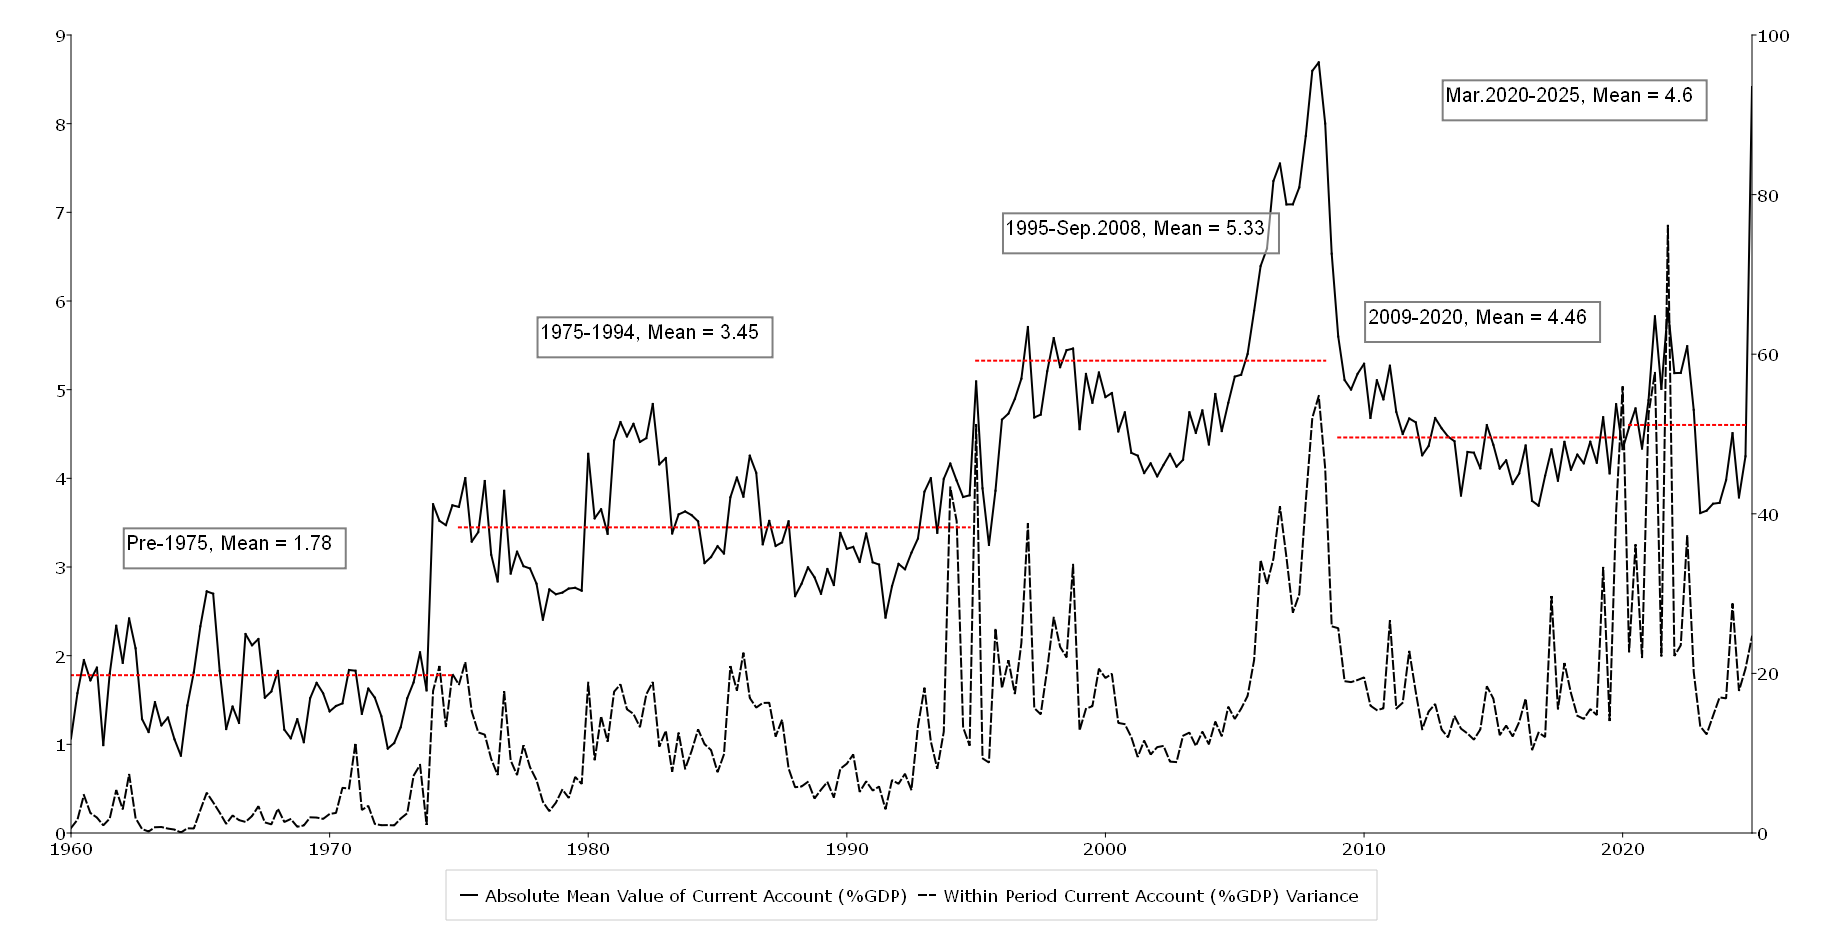 9
8
7
6
5
4
3
2
1
0
100
80
60
40
20
0
Mar.2020-2025, Mean = 4.6
1995-Sep.2008, Mean = 5.33
2009-2020, Mean = 4.46
1975-1994, Mean = 3.45
Pre-1975, Mean = 1.78
1960 1970 1980 1990 2000 2010 2020
Absolute Mean Value of Current Account (%GDP) Within Period Current Account (%GDP) Variance